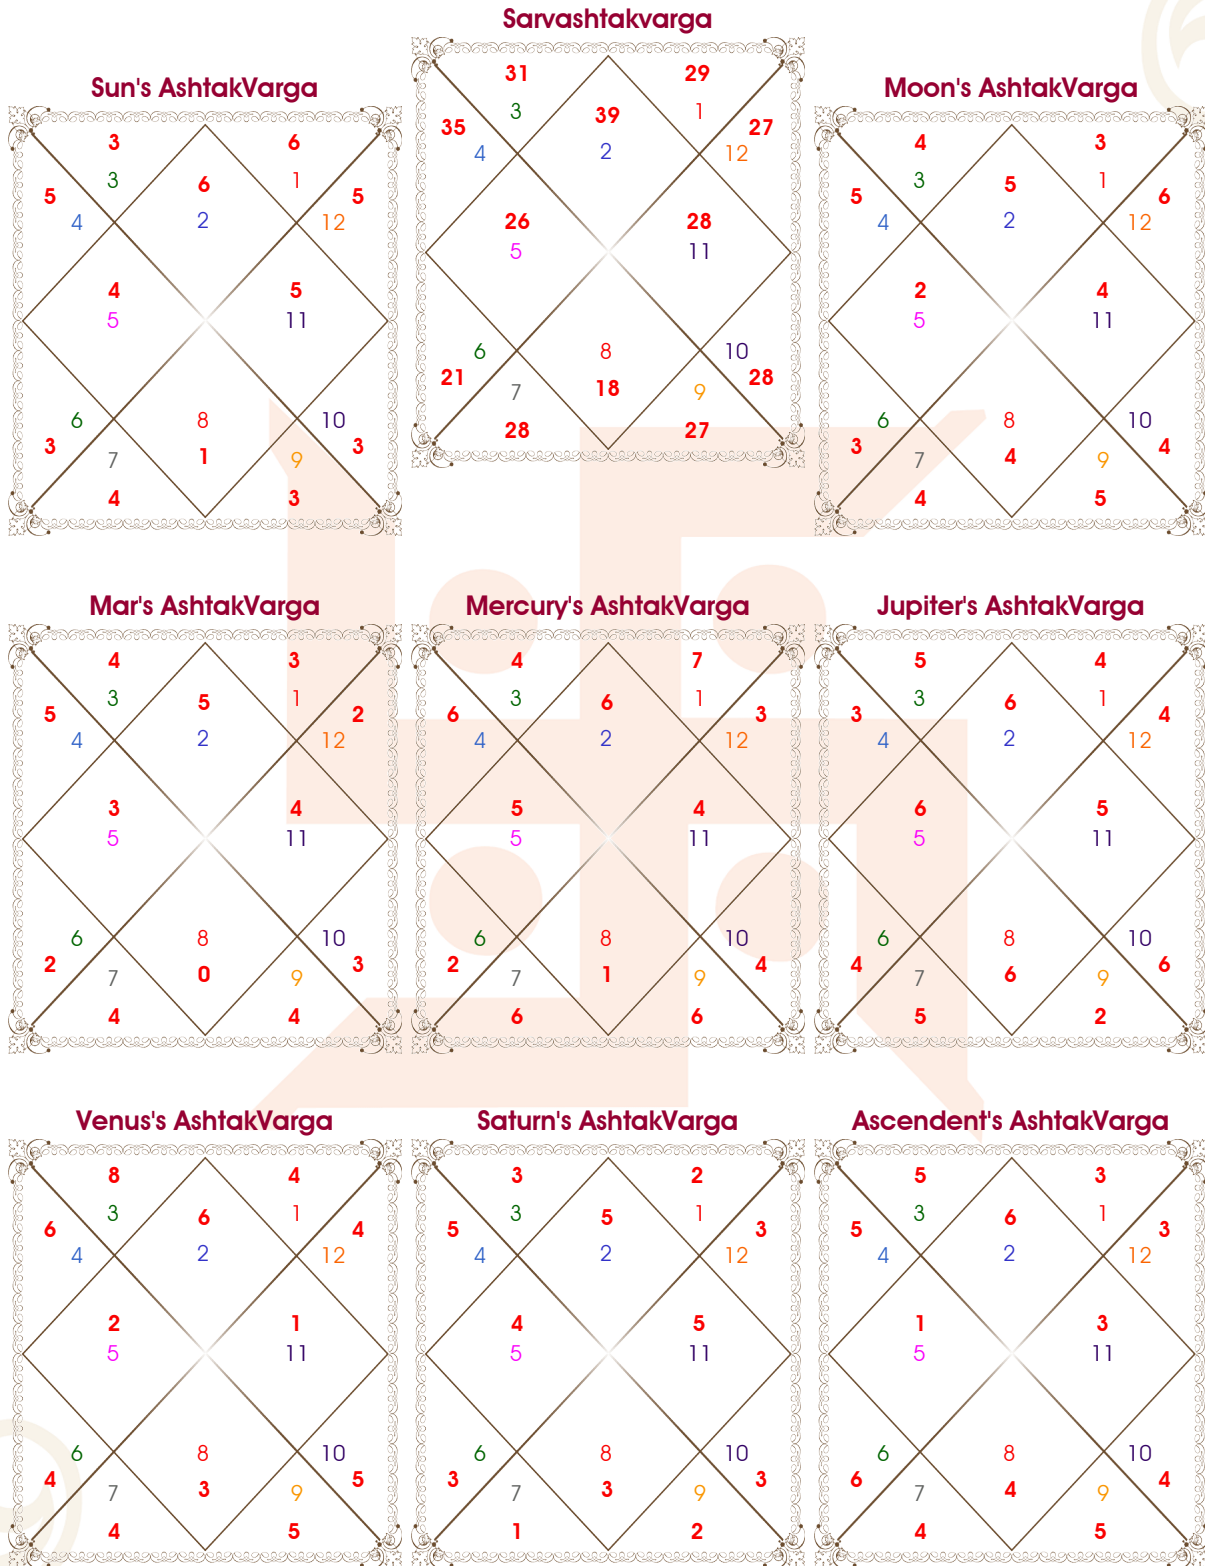 Sarvashtakvarga
31 29
39
35 3 1 27
4 2 12
26 28
5 11
6 8 10
21 7 18 9 28
28 27
Sun's AshtakVarga
3 6
3 6 1
5 5
4 2 12
4 5
5 11
6 8 10
3 7 1 9 3
4 3
Moon's AshtakVarga
4 3
3 5 1
5 6
4 2 12
2 4
5 11
6 8 10
3 7 4 9 4
4 5
Mar's AshtakVarga
4 3
3 5 1
5 2
4 2 12
3 4
5 11
6 8 10
2 7 0 9 3
4 4
Mercury's AshtakVarga
4 7
3 6 1
6 3
4 2 12
5 4
5 11
6 8 10
2 7 1 9 4
6 6
Jupiter's AshtakVarga
5 4
3 6 1
3 4
4 2 12
6 5
5 11
6 8 10
4 7 6 9 6
5 2
Venus's AshtakVarga
8 4
3 6 1
6 4
4 2 12
2 1
5 11
6 8 10
4 7 3 9 5
4 5
Saturn's AshtakVarga
3 2
3 5 1
5 3
4 2 12
4 5
5 11
6 8 10
3 7 3 9 3
1 2
Ascendent's AshtakVarga
5 3
3 6 1
5 3
4 2 12
1 3
5 11
6 8 10
6 7 4 9 4
4 5